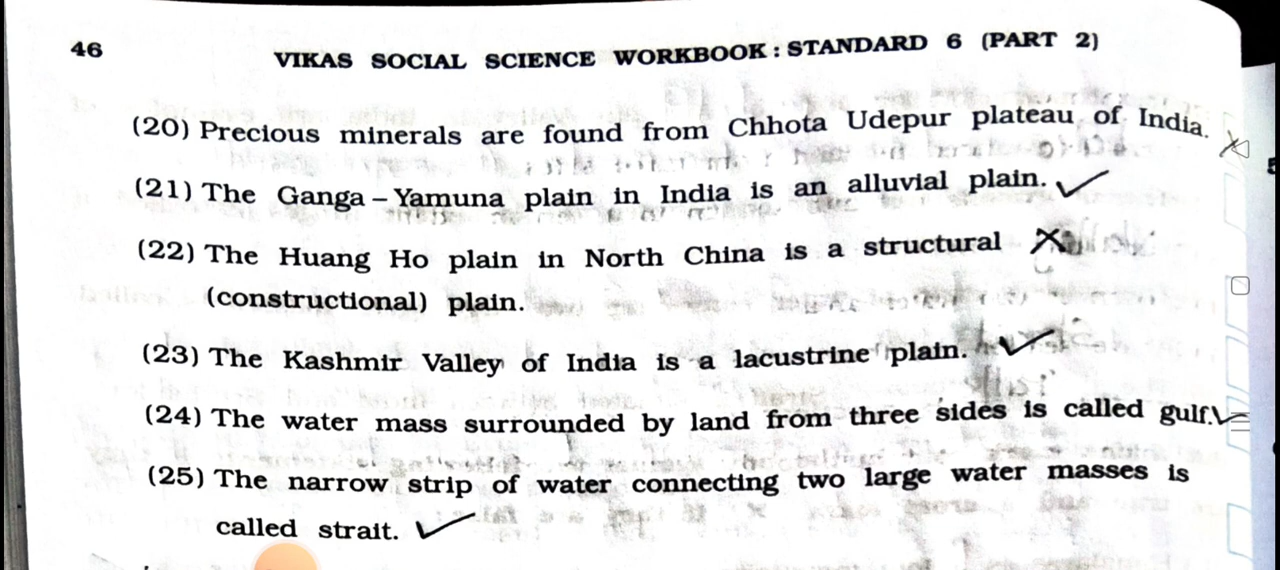 46
VIKAS SOCIAL SCIENCE WORKBOOK : STANDARD 6 (PART 2)
(20) Precious minerals are found from Chhota Udepur plateau of India.
(21) The Ganga – Yamuna plain in India is an alluvial plain.
(22) The Huang Ho plain in North China is a structural
(constructional) plain.
(23) The Kashmir Valley of India is a lacustrine plain.
(24) The water mass surrounded by land from three sides is called gulf.
(25) The narrow strip of water connecting two large water masses is
called strait.